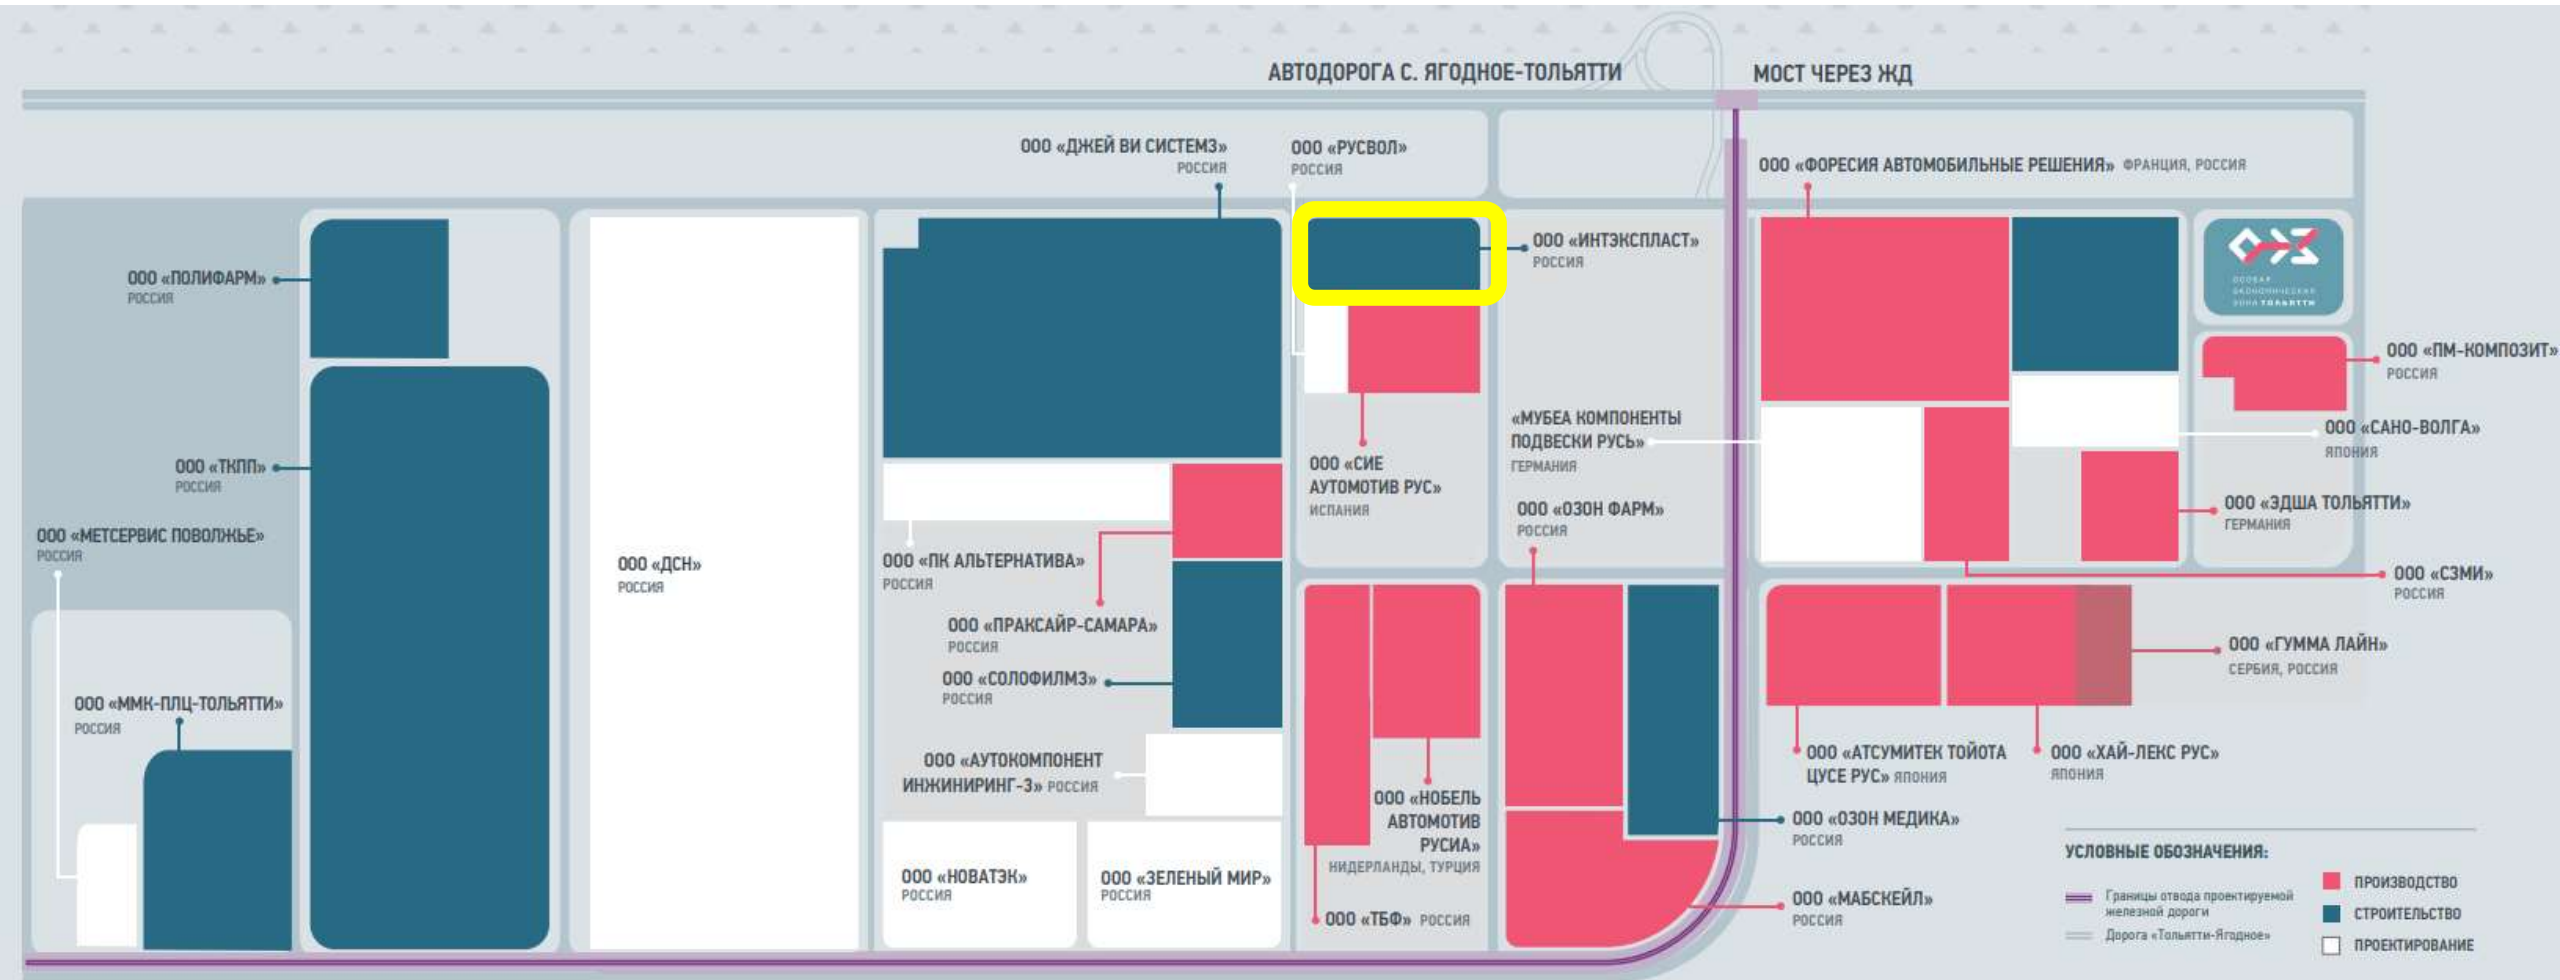 АВТОДОРОГА С. ЯГОДНОЕ-ТОЛЬЯТТИ
МОСТ ЧЕРЕЗ ЖД
ООО «ДЖЕЙ ВИ СИСТЕМЗ»
РОССИЯ
ООО «РУСВОЛ»
РОССИЯ
ООО «ФОРЕСИЯ АВТОМОБИЛЬНЫЕ РЕШЕНИЯ» ФРАНЦИЯ, РОССИЯ
ООО «ИНТЭКСПЛАСТ»
РОССИЯ
ООО «ПОЛИФАРМ»
РОССИЯ
ОСОБАЯ
ЭКОНОМИЧЕСКАЯ
ЗОНА ТОЛЬЯТТИ
ООО «ПМ-КОМПОЗИТ»
РОССИЯ
«МУБЕА КОМПОНЕНТЫ
ПОДВЕСКИ РУСЬ»
ГЕРМАНИЯ
ООО «САНО-ВОЛГА»
ЯПОНИЯ
ООО «ТКПП»
РОССИЯ
ООО «СИЕ
АУТОМОТИВ РУС»
ИСПАНИЯ
ООО «ОЗОН ФАРМ»
РОССИЯ
ООО «ЭДША ТОЛЬЯТТИ»
ГЕРМАНИЯ
ООО «МЕТСЕРВИС ПОВОЛЖЬЕ»
РОССИЯ
ООО «ДСН»
РОССИЯ
ООО «ПК АЛЬТЕРНАТИВА»
РОССИЯ
ООО «СЗМИ»
РОССИЯ
ООО «ПРАКСАЙР-САМАРА»
РОССИЯ
ООО «ГУММА ЛАЙН»
СЕРБИЯ, РОССИЯ
ООО «СОЛОФИЛМЗ»
РОССИЯ
ООО «ММК-ПЛЦ-ТОЛЬЯТТИ»
РОССИЯ
ООО «АУТОКОМПОНЕНТ
ИНЖИНИРИНГ-3» РОССИЯ
ООО «АТСУМИТЕК ТОЙОТА
ЦУСЕ РУС» ЯПОНИЯ
ООО «ХАЙ-ЛЕКС РУС»
ЯПОНИЯ
ООО «НОБЕЛЬ
АВТОМОТИВ
РУСИА»
НИДЕРЛАНДЫ, ТУРЦИЯ
ООО «ОЗОН МЕДИКА»
РОССИЯ
ООО «НОВАТЭК»
РОССИЯ
ООО «ЗЕЛЕНЫЙ МИР»
РОССИЯ
ООО «ТБФ» РОССИЯ
ООО «МАБСКЕЙЛ»
РОССИЯ
УСЛОВНЫЕ ОБОЗНАЧЕНИЯ:
Границы отвода проектируемой
железной дороги
Дорога «Тольятти-Ягодное»
ПРОИЗВОДСТВО
СТРОИТЕЛЬСТВО
ПРОЕКТИРОВАНИЕ